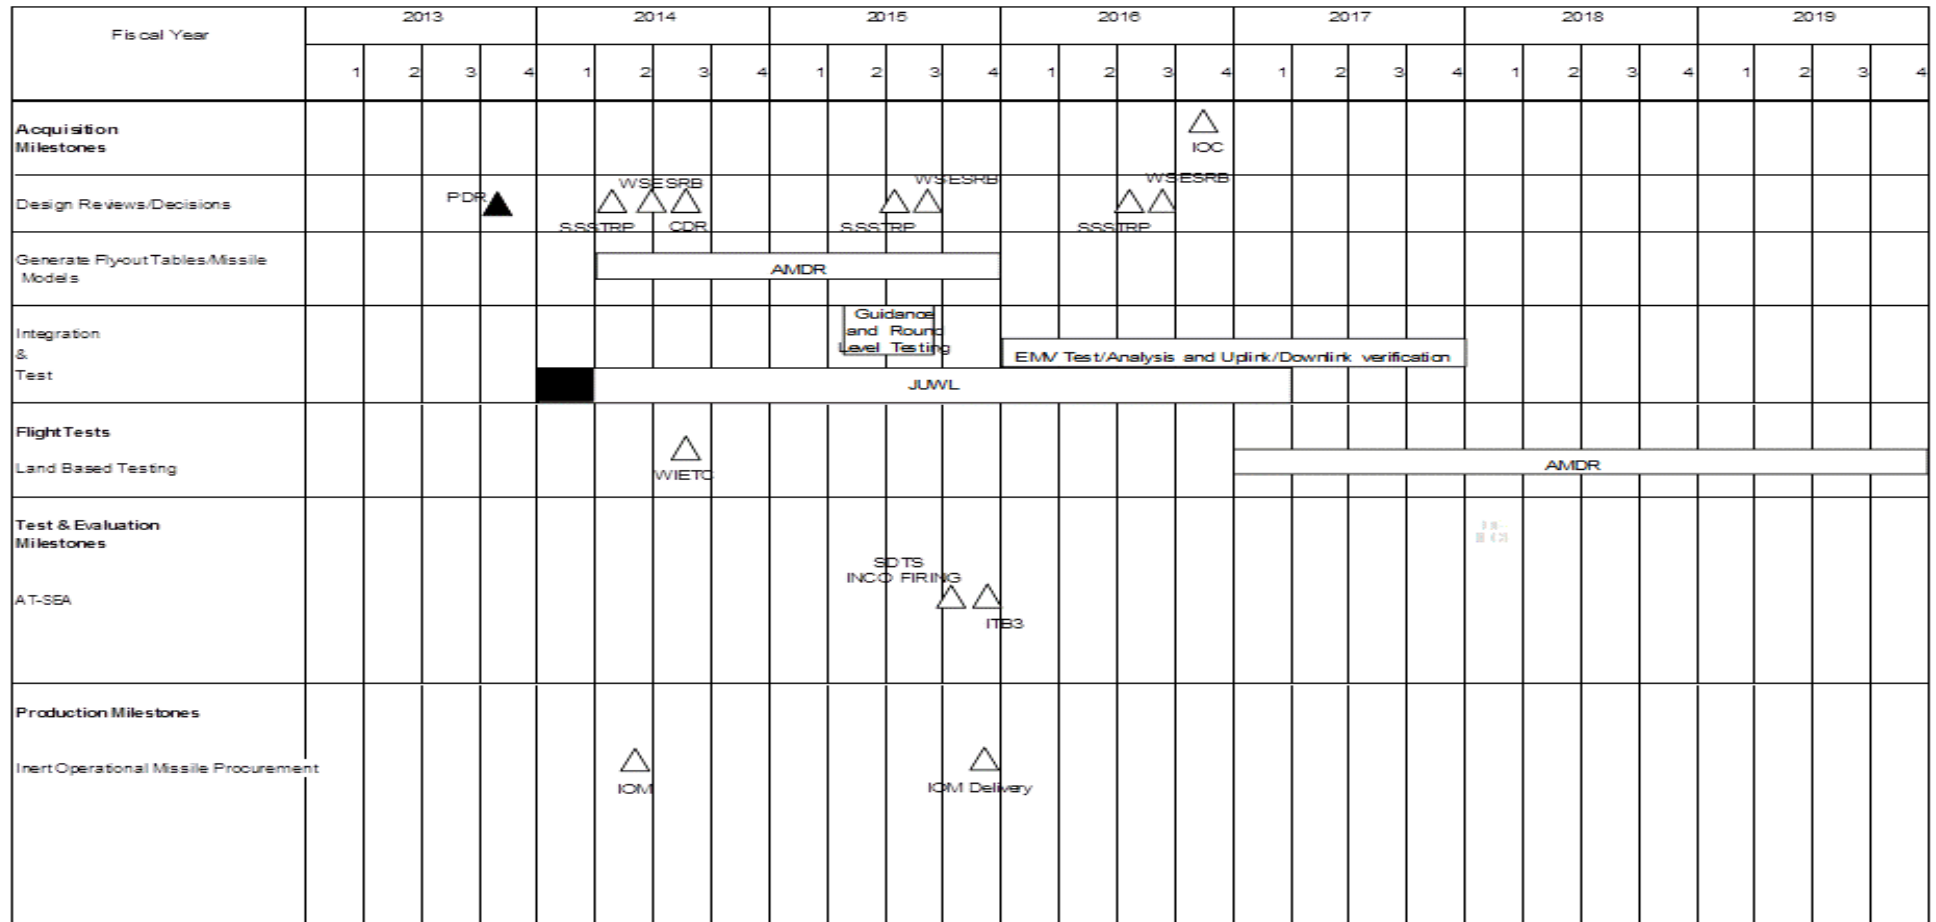 Fiscal Year
2013 2014 2015 2016 2017 2018 2019
1 2 3 4 1 2 3 4 1 2 3 4 1 2 3 4 1 2 3 4 1 2 3 4 1 2 3 4
Acquisition
Milestones
IOC
Design Reviews/Decisions
PDR
WSESRB
SSSTRP
CDR
WSESRB
SSSTRP
WSESRB
SSSTRP
Generate Fly-out Tables/Missile
Models
AMDR
Integration
&
Test
Guidance
and Round
Level Testing
EMV Test/Analysis and Uplink/Downlink verification
JUWL
Flight Tests
Land Based Testing
WIETC
AMDR
Test & Evaluation
Milestones
AT-SEA
SDTS
INCO FIRING
ITB3
Production Milestones
Inert Operational Missile Procurement
IOM
IOM Delivery